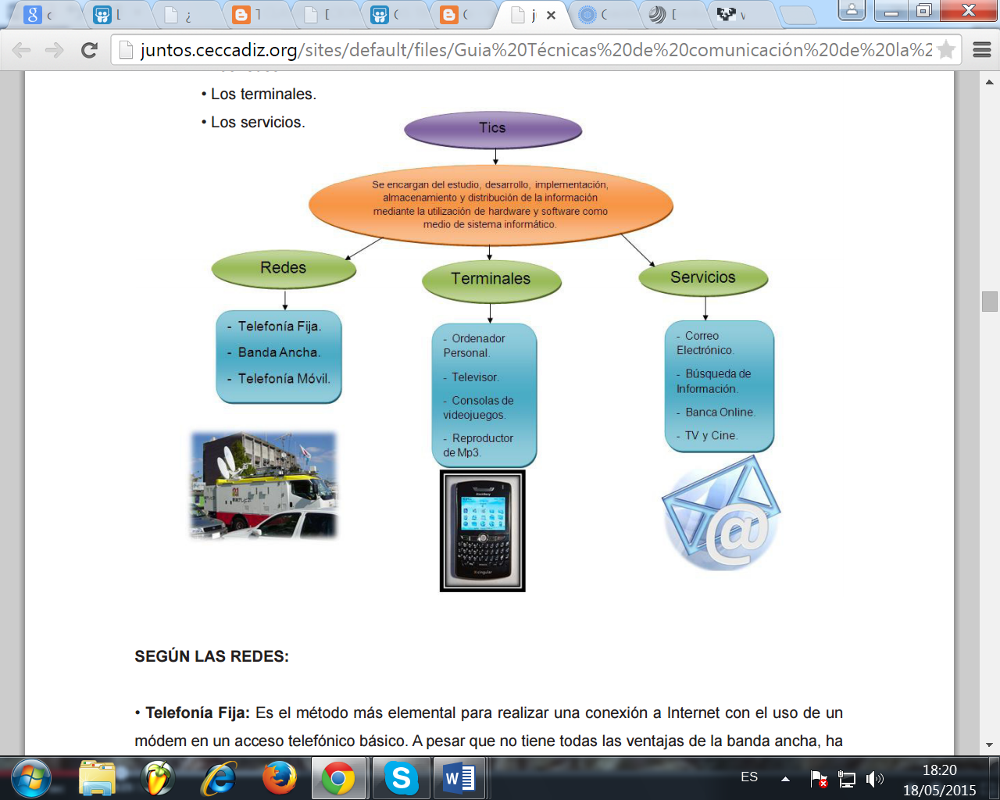 juntos.ceccadiz.org/sites/default/files/Guia%20Técnicas%20de%20comunicación%20de%20la%2
• Los terminales.
• Los servicios.
Tics
Se encargan del estudio, desarrollo, implementación,
almacenamiento y distribución de la información
mediante la utilización de hardware y software como
medio de sistema informático.
Redes
Terminales
Servicios
- Telefonía Fija.
- Banda Ancha.
- Telefonía Móvil.
- Ordenador
Personal.
- Televisor.
- Consolas de
videojuegos.
- Reproductor
de Mp3.
- Correo
Electrónico.
- Búsqueda de
Información.
- Banca Online.
- TV y Cine.
@
SEGÚN LAS REDES:
• Telefonía Fija: Es el método más elemental para realizar una conexión a Internet con el uso de un
módem en un acceso telefónico básico. A pesar que no tiene todas las ventajas de la banda ancha, ha
ES
18:20
18/05/2015